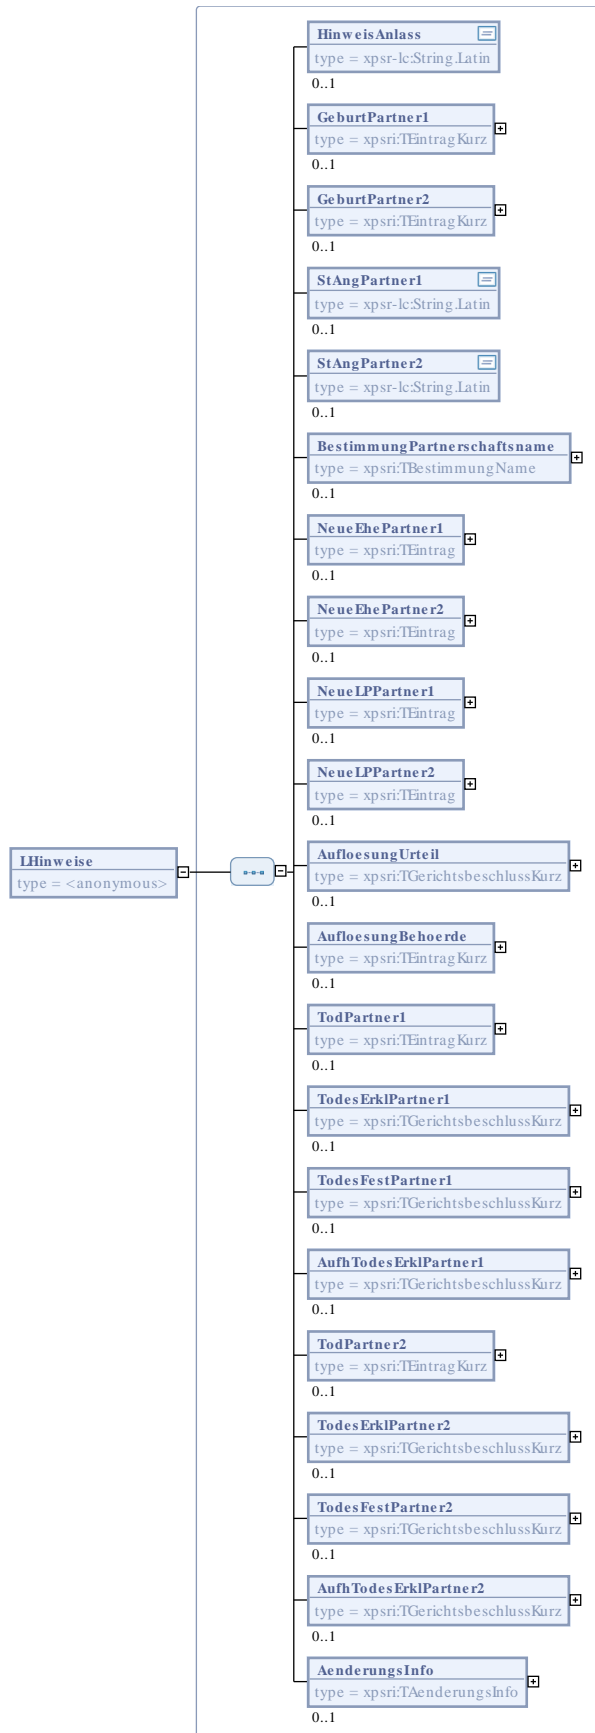 HinweisAnlass
type = xpsr-lc:String.Latin
0..1
GeburtPartner1
type = xpsri:TEintragKurz
0..1
GeburtPartner2
type = xpsri:TEintragKurz
0..1
StAngPartner1
type = xpsr-lc:String.Latin
0..1
StAngPartner2
type = xpsr-lc:String.Latin
0..1
BestimmungPartnerschaftsname
type = xpsri:TBestimmungName
0..1
NeueEhePartner1
type = xpsri:TEintrag
0..1
NeueEhePartner2
type = xpsri:TEintrag
0..1
NeueLPPartner1
type = xpsri:TEintrag
0..1
NeueLPPartner2
type = xpsri:TEintrag
0..1
LHinweise
type = <anonymous>
AufloesungUrteil
type = xpsri:TGerichtsbeschlussKurz
0..1
AufloesungBehoerde
type = xpsri:TEintragKurz
0..1
TodPartner1
type = xpsri:TEintragKurz
0..1
TodesErklPartner1
type = xpsri:TGerichtsbeschlussKurz
0..1
TodesFestPartner1
type = xpsri:TGerichtsbeschlussKurz
0..1
AufhTodesErklPartner1
type = xpsri:TGerichtsbeschlussKurz
0..1
TodPartner2
type = xpsri:TEintragKurz
0..1
TodesErklPartner2
type = xpsri:TGerichtsbeschlussKurz
0..1
TodesFestPartner2
type = xpsri:TGerichtsbeschlussKurz
0..1
AufhTodesErklPartner2
type = xpsri:TGerichtsbeschlussKurz
0..1
AenderungsInfo
type = xpsri:TAenderungsInfo
0..1